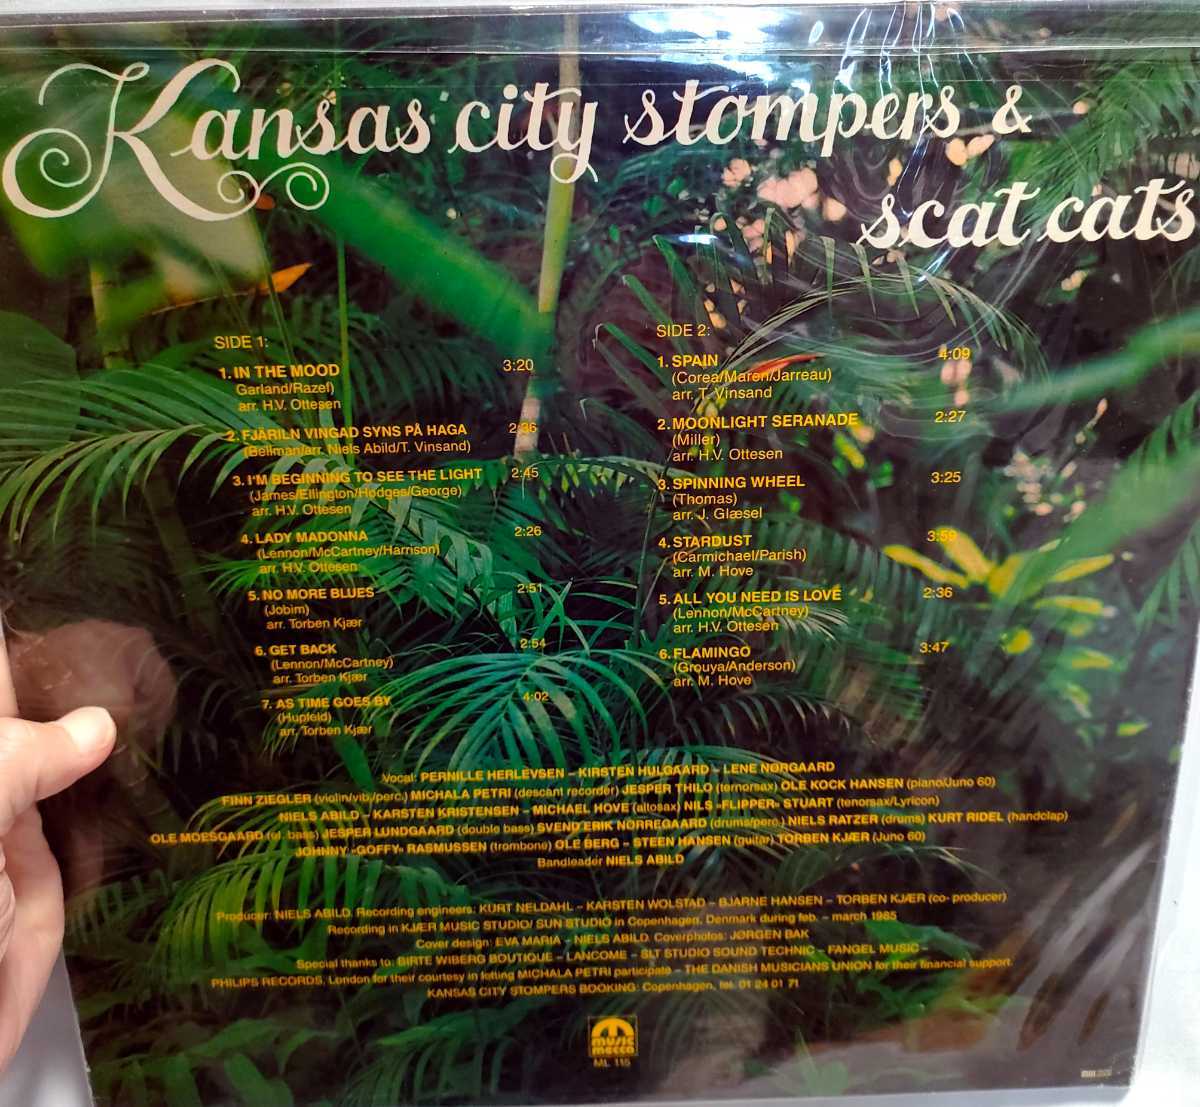 Kansas city stompers &
scat cats
SIDE 1:
1. IN THE MOOD 3:20
Garland/Razef)
arr. H.V. Ottesen
2. FJÄRILN VINGAD SYNS PÅ HAGA 2:36
(Bellman/arr. Niels Abild/T. Vinsand)
3. I'M BEGINNING TO SEE THE LIGHT 2:45
(James/Ellington/Hodges/George)
arr. H.V. Ottesen
4. LADY MADONNA 2:26
(Lennon/McCartney/Harrison)
arr. H.V. Ottesen
5. NO MORE BLUES 2:51
(Jobim)
arr. Torben Kjær
6. GET BACK 2:54
(Lennon/McCartney)
arr. Torben Kjær
7. AS TIME GOES BY 4:02
(Hupfeld)
arr. Torben Kjær
SIDE 2:
1. SPAIN 4:09
(Corea/Maren/Jarreau)
arr. T. Vinsand
2. MOONLIGHT SERANADE 2:27
(Miller)
arr. H.V. Ottesen
3. SPINNING WHEEL 3:25
(Thomas)
arr. J. Glæsel
4. STARDUST 3:59
(Carmichael/Parish)
arr. M. Hove
5. ALL YOU NEED IS LOVE 2:36
(Lennon/McCartney)
arr. H.V. Ottesen
6. FLAMINGO 3:47
(Grouya/Anderson)
arr. M. Hove
Vocal: PERNILLE HERLEVSEN – KIRSTEN HULGAARD – LENE NØRGAARD
FINN ZIEGLER (violin/vib/perc.) MICHALA PETRI (descant recorder) JESPER THILO (ternorsax) OLE KOCK HANSEN (piano/Juno 60)
NIELS ABILD – KARSTEN KRISTENSEN – MICHAEL HOVE (altosax) NILS »FLIPPER» STUART (tenorsax/Lyricon)
OLE MOESGAARD (el. bass) JESPER LUNDGAARD (double bass) SVEND ERIK NØRREGAARD (drums/perc.) NIELS RATZER (drums) KURT RIDEL (handclap)
JOHNNY »GOFFY» RASMUSSEN (trombone) OLE BERG – STEEN HANSEN (guitar) TORBEN KJÆR (Juno 60)
Bandleader NIELS ABILD
Producer: NIELS ABILD. Recording engineers: KURT NELDAHL – KARSTEN WOLSTAD – BJARNE HANSEN – TORBEN KJÆR (co- producer)
Recording in KJÆR MUSIC STUDIO/ SUN STUDIO in Copenhagen, Denmark during feb. – march 1985
Cover design: EVA MARIA – NIELS ABILD. Coverphotos: JØRGEN BAK
Special thanks to: BIRTE WIBERG BOUTIQUE – LANCOME – SLT STUDIO SOUND TECHNIC – FANGEL MUSIC –
PHILIPS RECORDS, London for their courtesy in letting MICHALA PETRI participate – THE DANISH MUSICIANS UNION for their financial support.
KANSAS CITY STOMPERS BOOKING: Copenhagen, tel. 01 24 01 71
music
mecca
ML 115